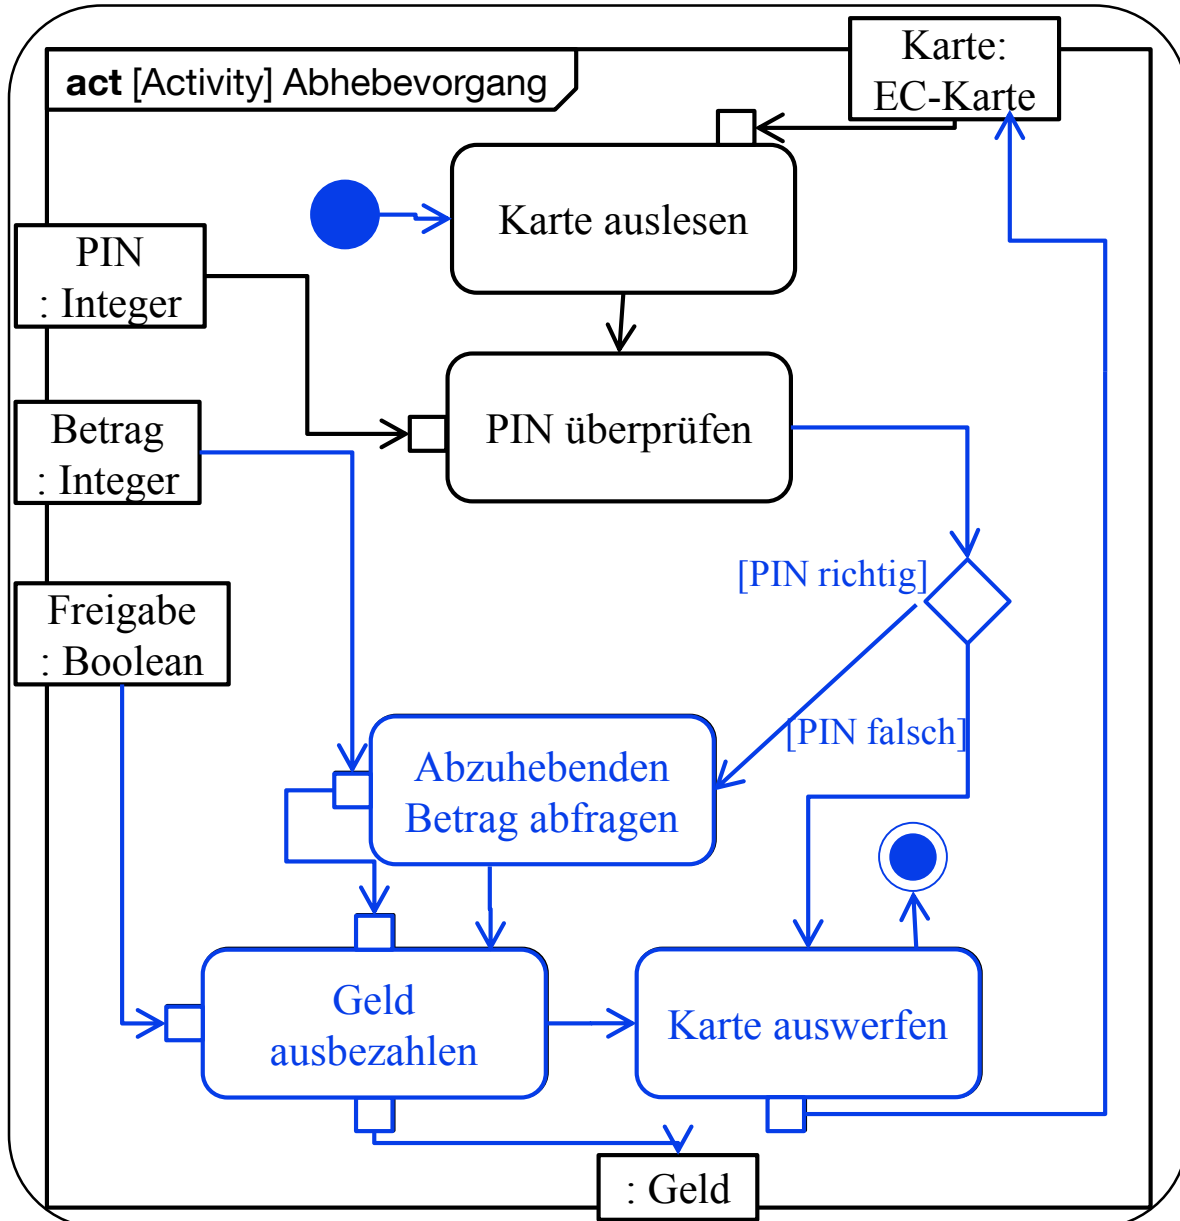 act [Activity] Abhebevorgang
Karte:
EC-Karte
Karte auslesen
PIN
: Integer
PIN überprüfen
Betrag
: Integer
[PIN richtig]
Freigabe
: Boolean
[PIN falsch]
Abzuhebenden
Betrag abfragen
Geld
ausbezahlen
Karte auswerfen
: Geld